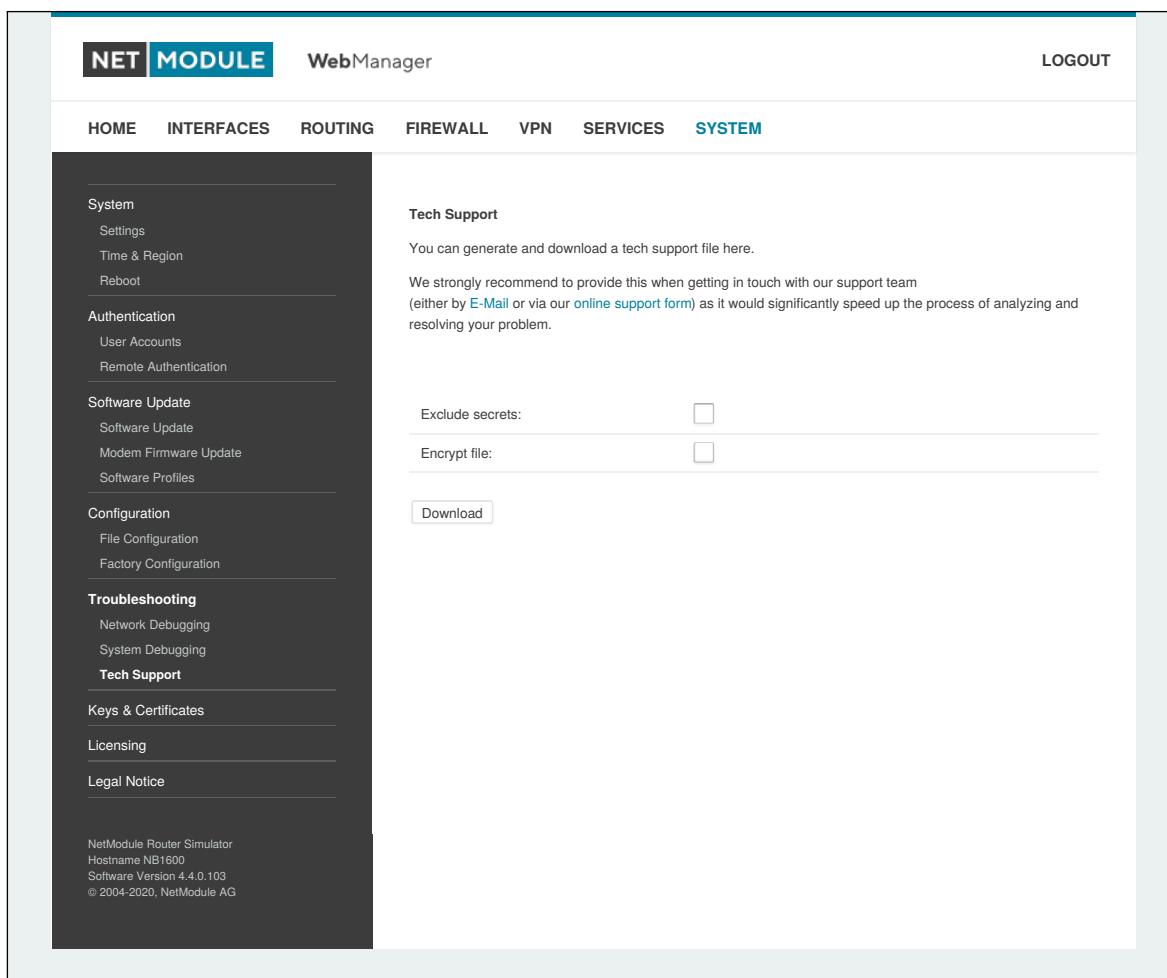 NET MODULE WebManager LOGOUT
HOME INTERFACES ROUTING FIREWALL VPN SERVICES SYSTEM
System
Settings
Time & Region
Reboot
Authentication
User Accounts
Remote Authentication
Software Update
Software Update
Modem Firmware Update
Software Profiles
Configuration
File Configuration
Factory Configuration
Troubleshooting
Network Debugging
System Debugging
Tech Support
Keys & Certificates
Licensing
Legal Notice
NetModule Router Simulator
Hostname NB1600
Software Version 4.4.0.103
© 2004-2020, NetModule AG
Tech Support
You can generate and download a tech support file here.
We strongly recommend to provide this when getting in touch with our support team
(either by E-Mail or via our online support form) as it would significantly speed up the process of analyzing and
resolving your problem.
Exclude secrets:
Encrypt file:
Download